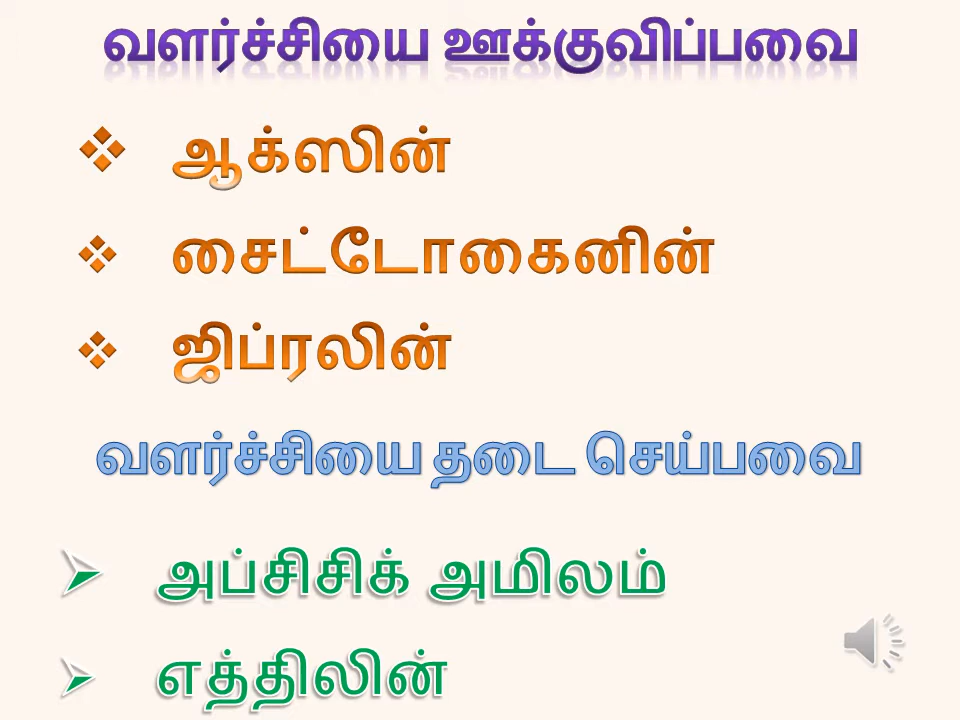 வளர்ச்சியை ஊக்குவிப்பவை
ஆக்ஸின்
சைட்டோகைனின்
ஜிப்ரலின்
வளர்ச்சியை தடை செய்பவை
அப்சிசிக் அமிலம்
எத்திலின்